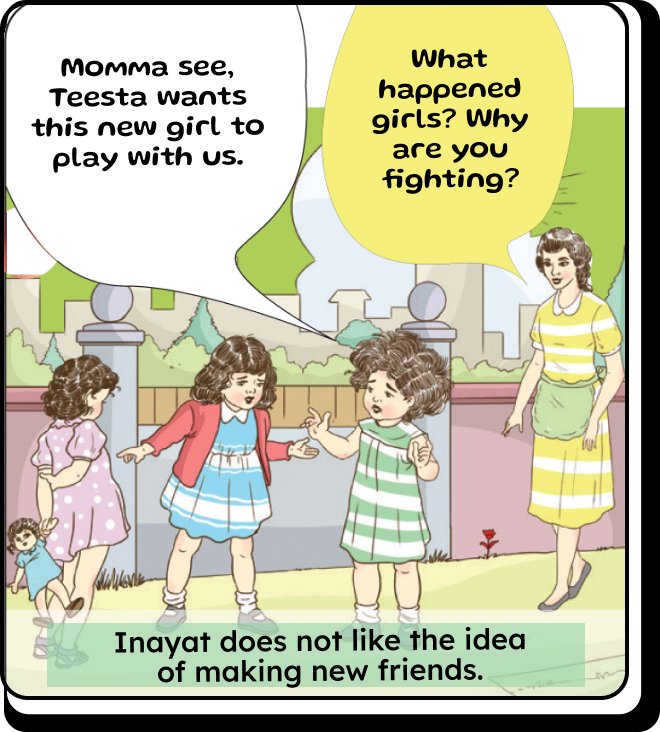 Momma see,
Teesta wants
this new girl to
play with us.
What
happened
girls? Why
are you
fighting?
Inayat does not like the idea
of making new friends.